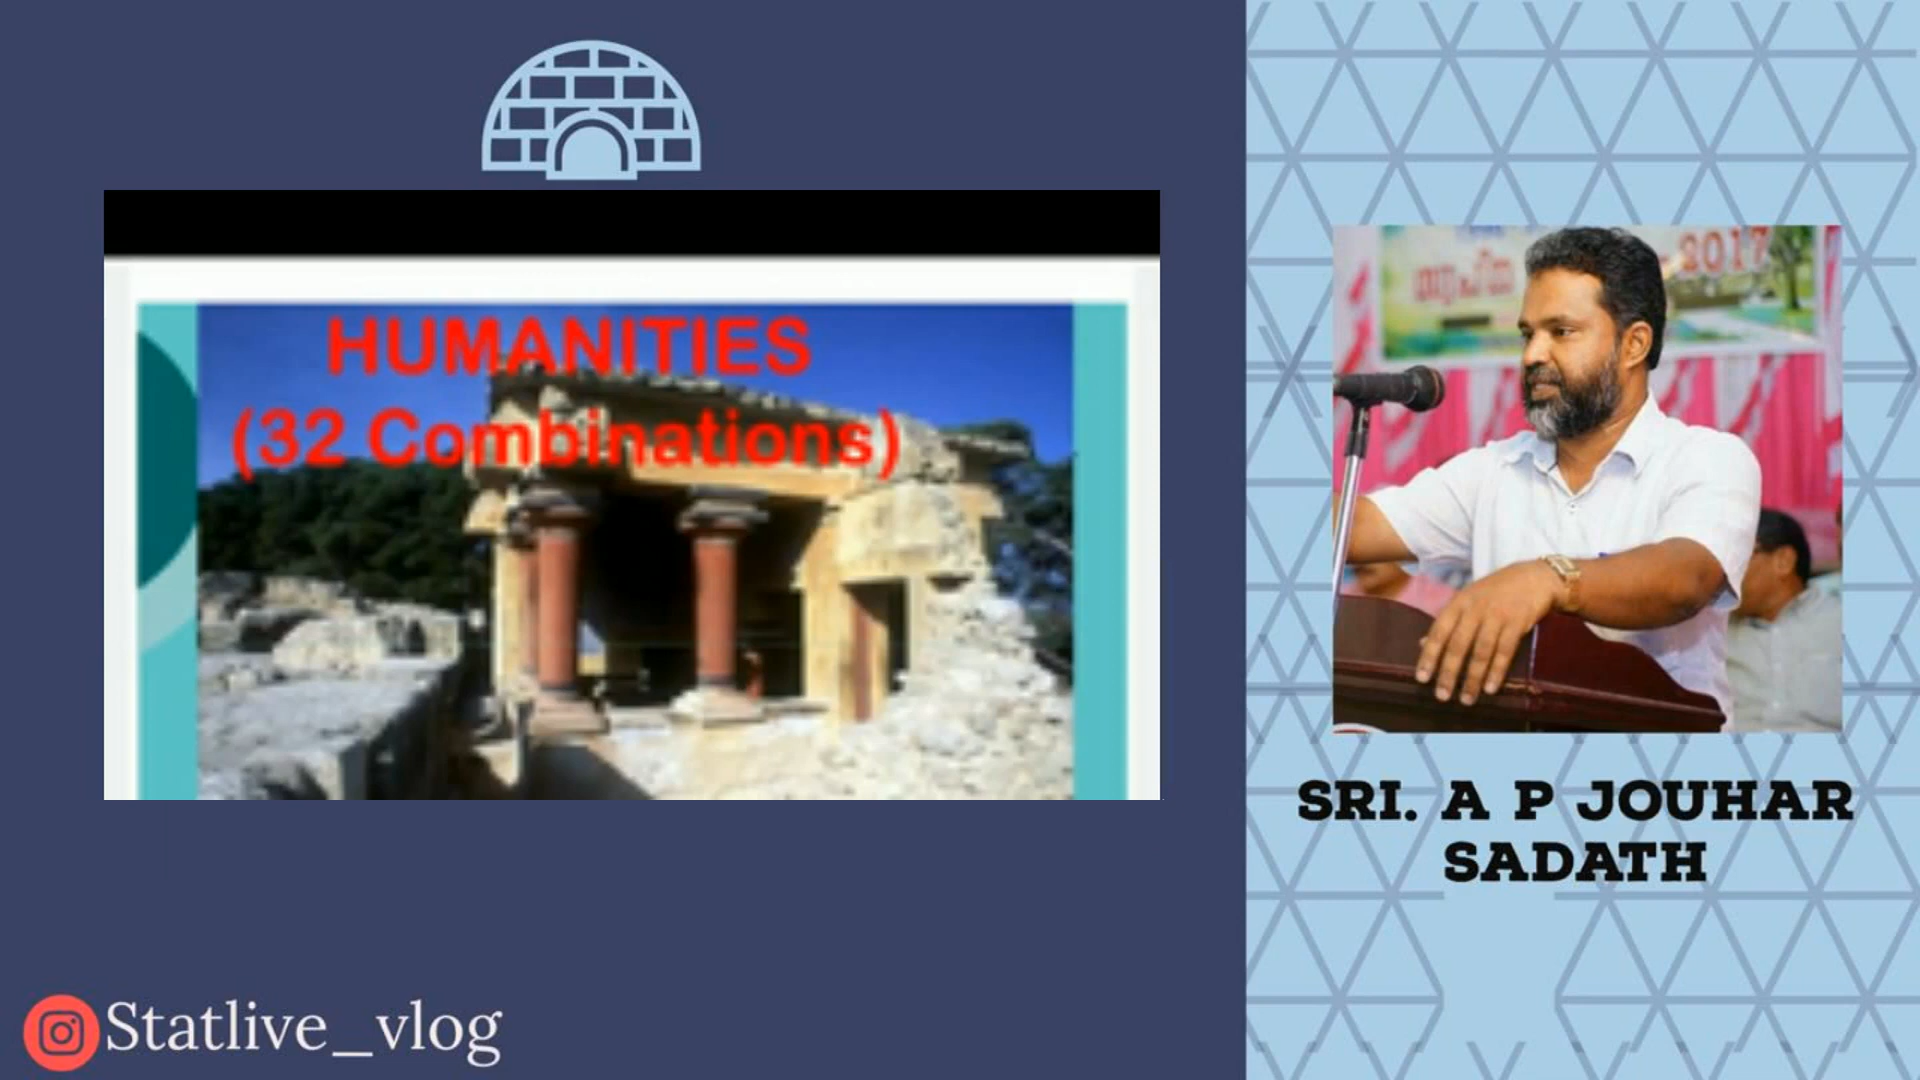 HUMANITIES
(32 Combinations)
2017
SRI. A P JOUHAR
SADATH
Statlive_vlog